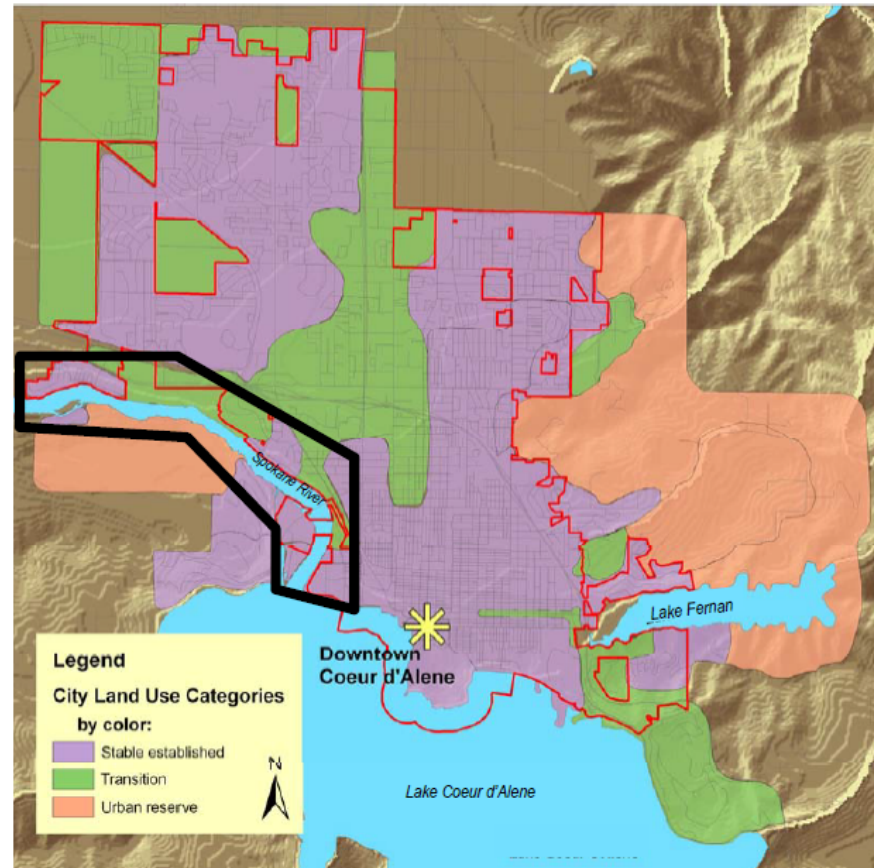 Spokane River
Lake Fernan
Downtown
Coeur d'Alene
Legend
City Land Use Categories
by color:
Stable established
Transition
Urban reserve
N
Lake Coeur d'Alene